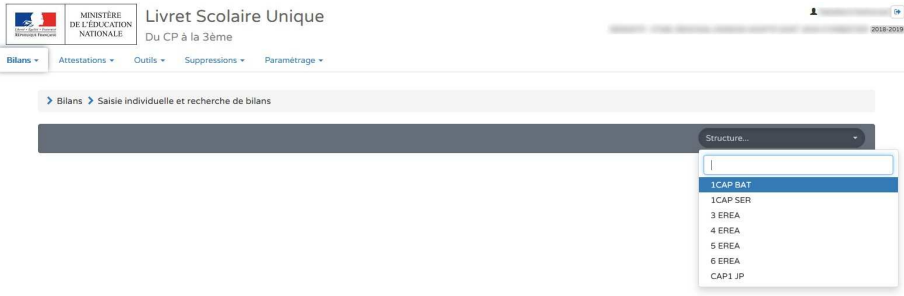 MINISTÈRE
DE L'ÉDUCATION
NATIONALE
Livret Scolaire Unique
Du CP à la 3ème
2018-2019
Bilans
Attestations
Outils
Suppressions
Paramétrage
Bilans Saisie individuelle et recherche de bilans
Structure...
1CAP BAT
1CAP SER
3 EREA
4 EREA
5 EREA
6 EREA
CAP1 JP